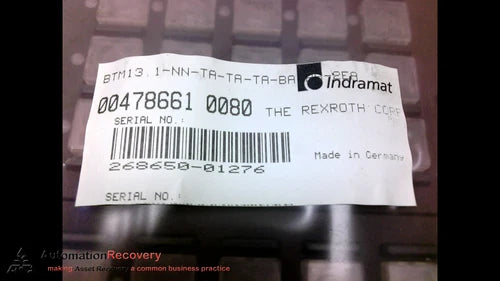 BTM13.1-NN-TA-TA-TA-BA
Indramat
00478661 0080 THE REXROTH CORP
SERIAL NO.:
268650-01276
Made in Germany
SERIAL NO.:
AutomationRecovery
making Asset Recovery a common business practice